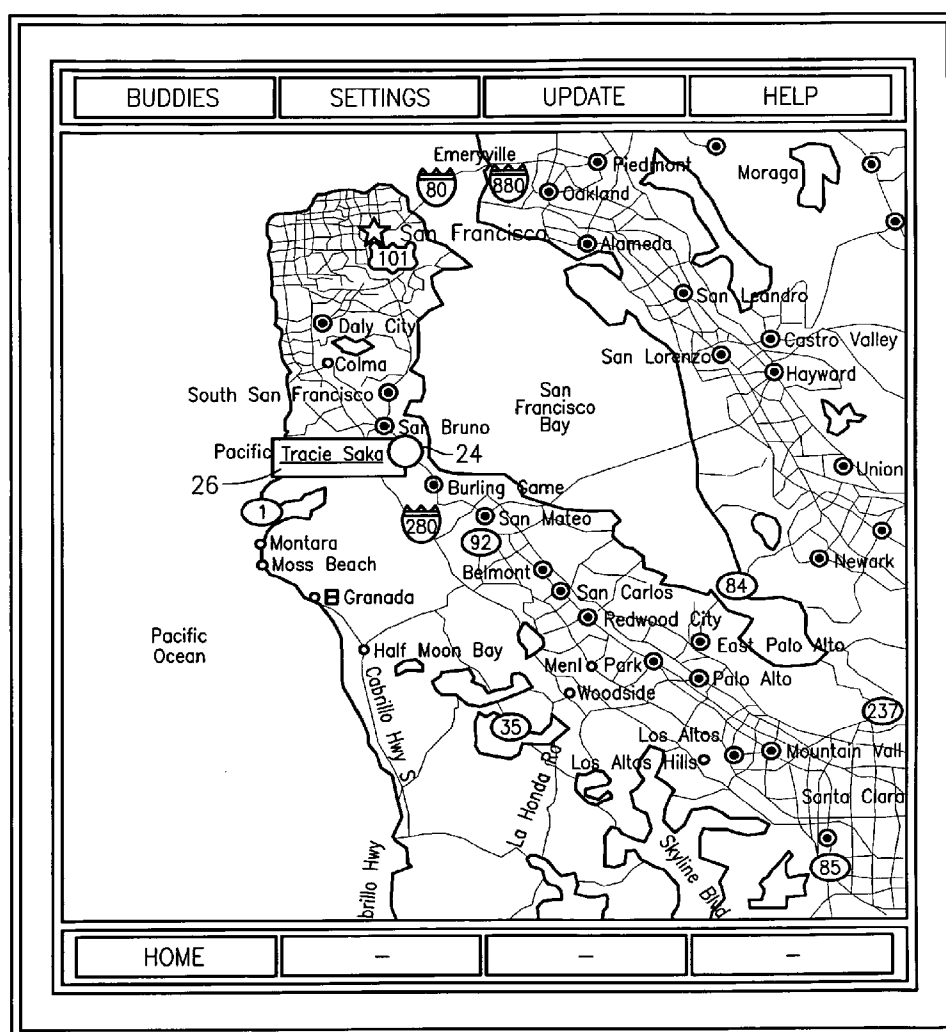 BUDDIES
SETTINGS
UPDATE
HELP
Emeryville
Piedmont
Moraga
80
880
Oakland
San Francisco
Alameda
101
San Leandro
Daly City
Castro Valley
Colma
San Lorenzo
Hayward
South San Francisco
San
Francisco
Bay
San Bruno
Pacific
Tracie Saka
24
26
Union
Burling Game
1
280
San Mateo
92
Montara
Moss Beach
Belmont
Newark
84
San Carlos
Granada
Redwood City
Pacific
Ocean
Half Moon Bay
East Palo Alto
Menl Park
Palo Alto
Woodside
Cabrillo Hwy S
35
237
Los Altos
Mountain Vall
La Honda Ro
Los Altos Hills
Santa Clara
Skyline Blvd
85
brillo Hwy
HOME
–
–
–